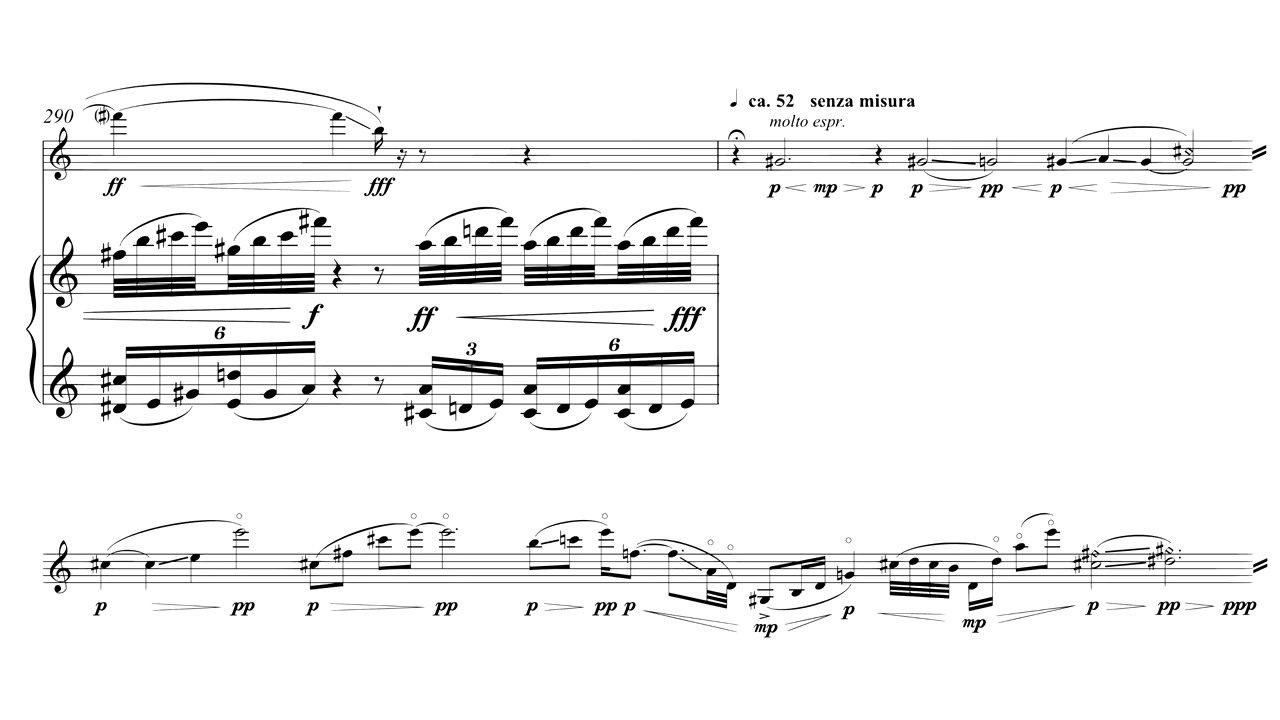 ♩ ca. 52 senza misura
290 molto espr.
ff fff p mp p p pp p pp
f ff fff
6
3 6
p pp p pp p pp p mp p mp p pp ppp